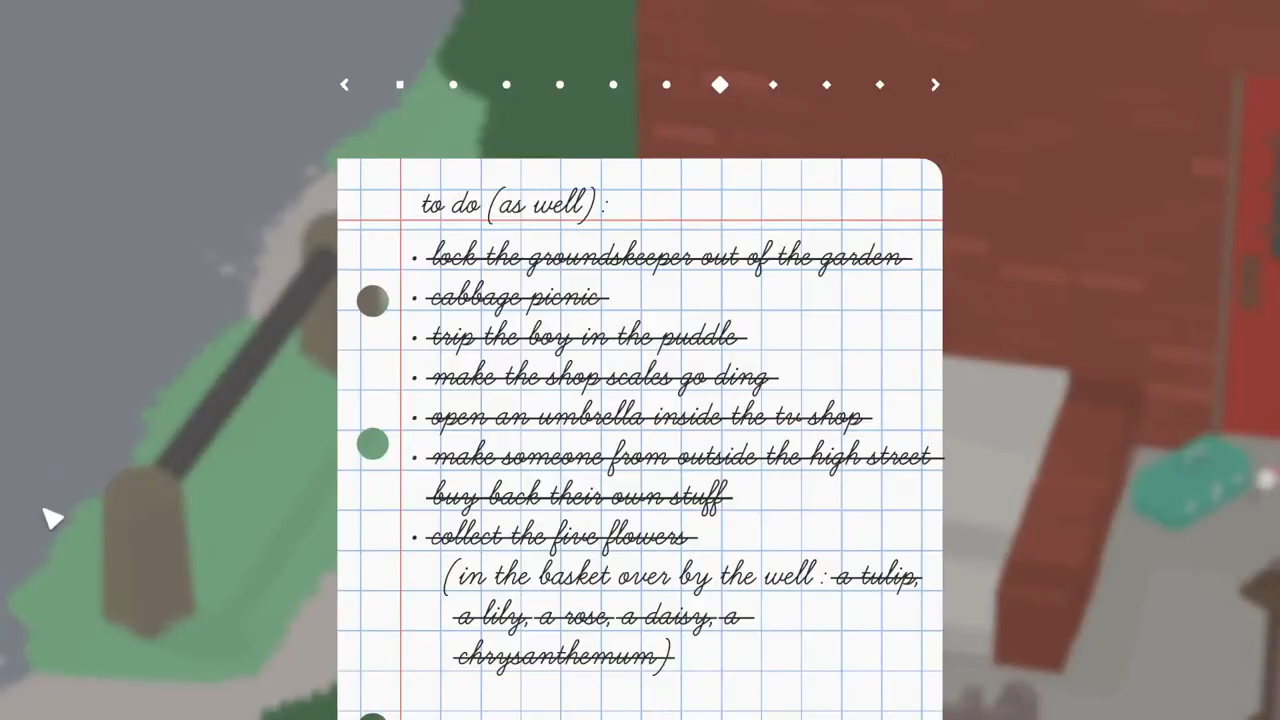 to do (as well):
• lock the groundskeeper out of the garden
• cabbage picnic
• trip the boy in the puddle
• make the shop scales go ding
• open an umbrella inside the tv shop
• make someone from outside the high street
buy back their own stuff
• collect the five flowers
(in the basket over by the well: a tulip,
a lily, a rose, a daisy, a
chrysanthemum)